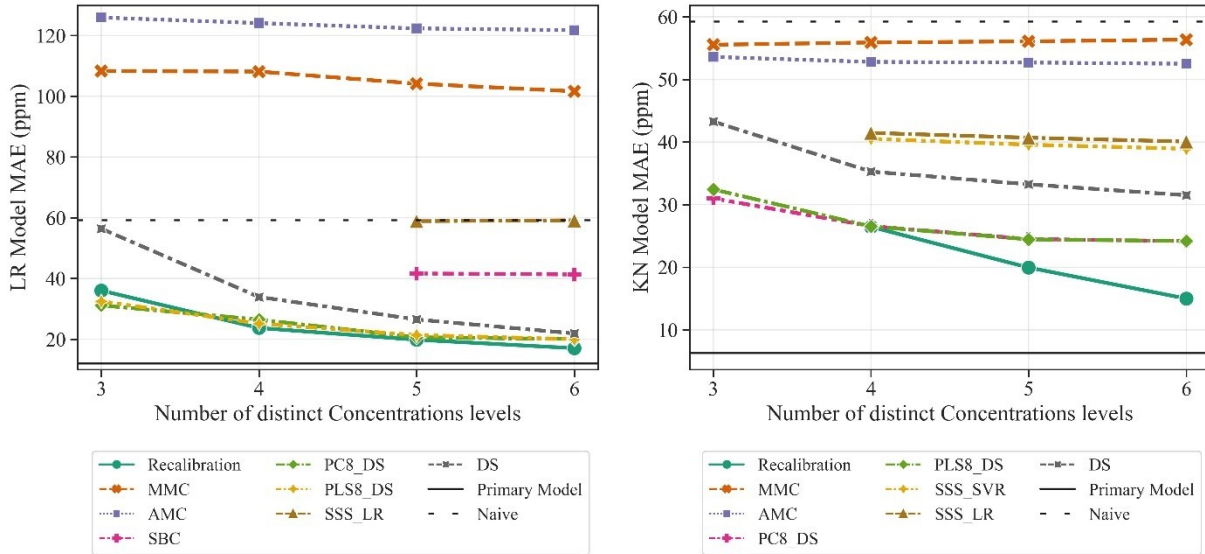 LR Model MAE (ppm)
120
100
80
60
40
20
3 4 5 6
Number of distinct Concentrations levels
Recalibration
MMC
AMC
SBC
PC8_DS
PLS8_DS
SSS_LR
DS
Primary Model
Naive
KN Model MAE (ppm)
60
50
40
30
20
10
3 4 5 6
Number of distinct Concentrations levels
Recalibration
MMC
AMC
PC8_DS
PLS8_DS
SSS_SVR
SSS_LR
DS
Primary Model
Naive